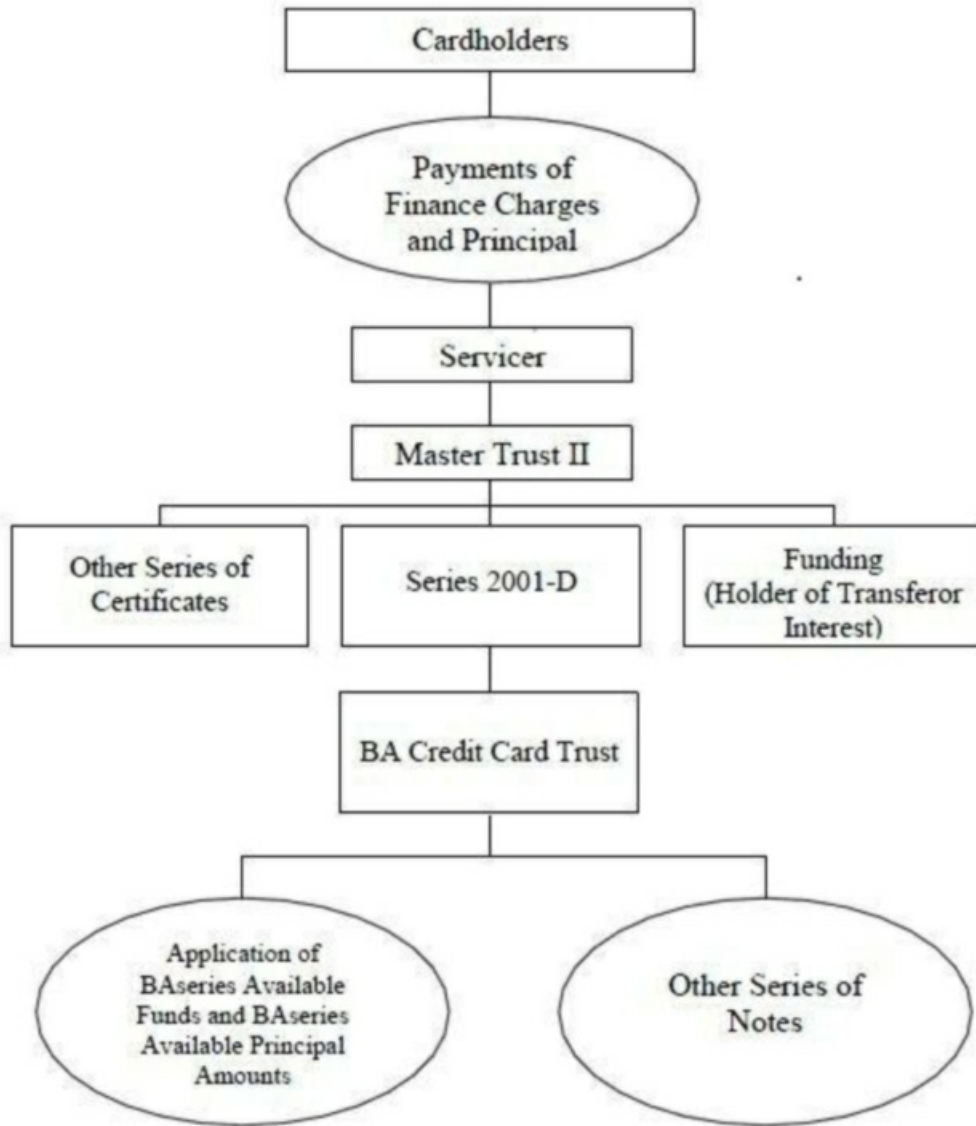 Cardholders
Payments of
Finance Charges
and Principal
Servicer
Master Trust II
Other Series of
Certificates
Series 2001-D
Funding
(Holder of Transferor
Interest)
BA Credit Card Trust
Application of
BAseries Available
Funds and BAseries
Available Principal
Amounts
Other Series of
Notes